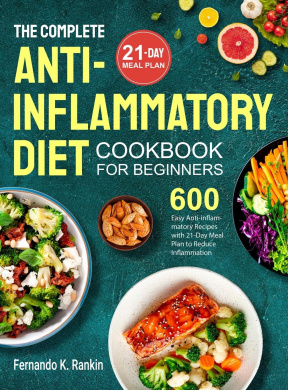 THE COMPLETE
21-DAY
MEAL PLAN
ANTI-
INFLAMMATORY
DIET
COOKBOOK
FOR BEGINNERS
600
Easy Anti-inflam-
matory Recipes
with 21-Day Meal
Plan to Reduce
Inflammation
Fernando K. Rankin